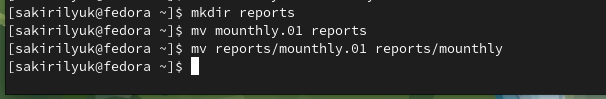 [sakirilyuk@fedora ~]$ mkdir reports
[sakirilyuk@fedora ~]$ mv mounthly.01 reports
[sakirilyuk@fedora ~]$ mv reports/mounthly.01 reports/mounthly
[sakirilyuk@fedora ~]$